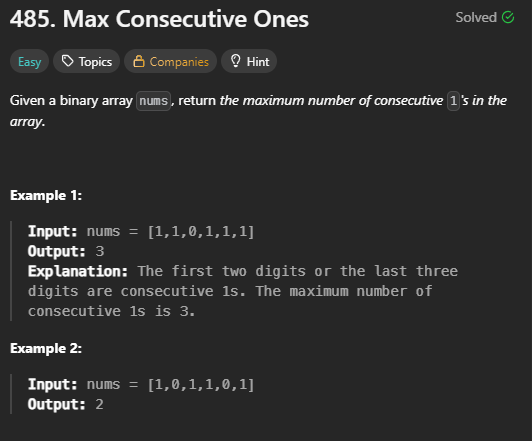 485. Max Consecutive Ones
Solved
Easy Topics Companies Hint
Given a binary array nums, return the maximum number of consecutive 1's in the
array.
Example 1:
Input: nums = [1,1,0,1,1,1]
Output: 3
Explanation: The first two digits or the last three
digits are consecutive 1s. The maximum number of
consecutive 1s is 3.
Example 2:
Input: nums = [1,0,1,1,0,1]
Output: 2